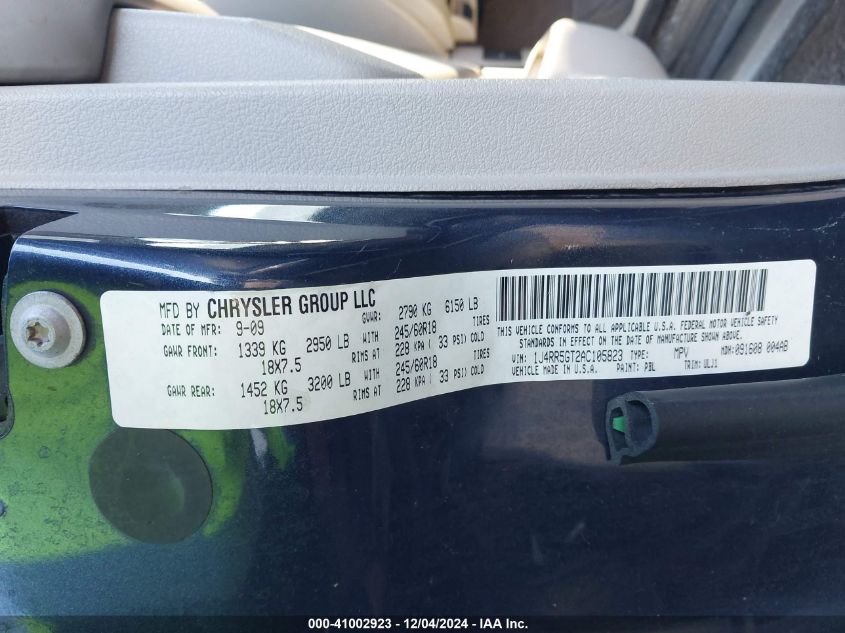 MFD BY CHRYSLER GROUP LLC
DATE OF MFR: 9-09 GVWR: 2790 KG 6150 LB
GAWR FRONT: 1339 KG 2950 LB WITH 245/60R18 TIRES
18X7.5 RIMS AT 228 KPA ( 33 PSI) COLD
GAWR REAR: 1452 KG 3200 LB WITH 245/60R18 TIRES
18X7.5 RIMS AT 228 KPA ( 33 PSI) COLD
THIS VEHICLE CONFORMS TO ALL APPLICABLE U.S.A. FEDERAL MOTOR VEHICLE SAFETY
STANDARDS IN EFFECT ON THE DATE OF MANUFACTURE SHOWN ABOVE.
VIN: 1J4RR5GT2AC105823 TYPE: MPV MDH:091608 004AB
VEHICLE MADE IN U.S.A. PAINT: PBL TRIM: ULJ1
000-41002923 - 12/04/2024 - IAA Inc.